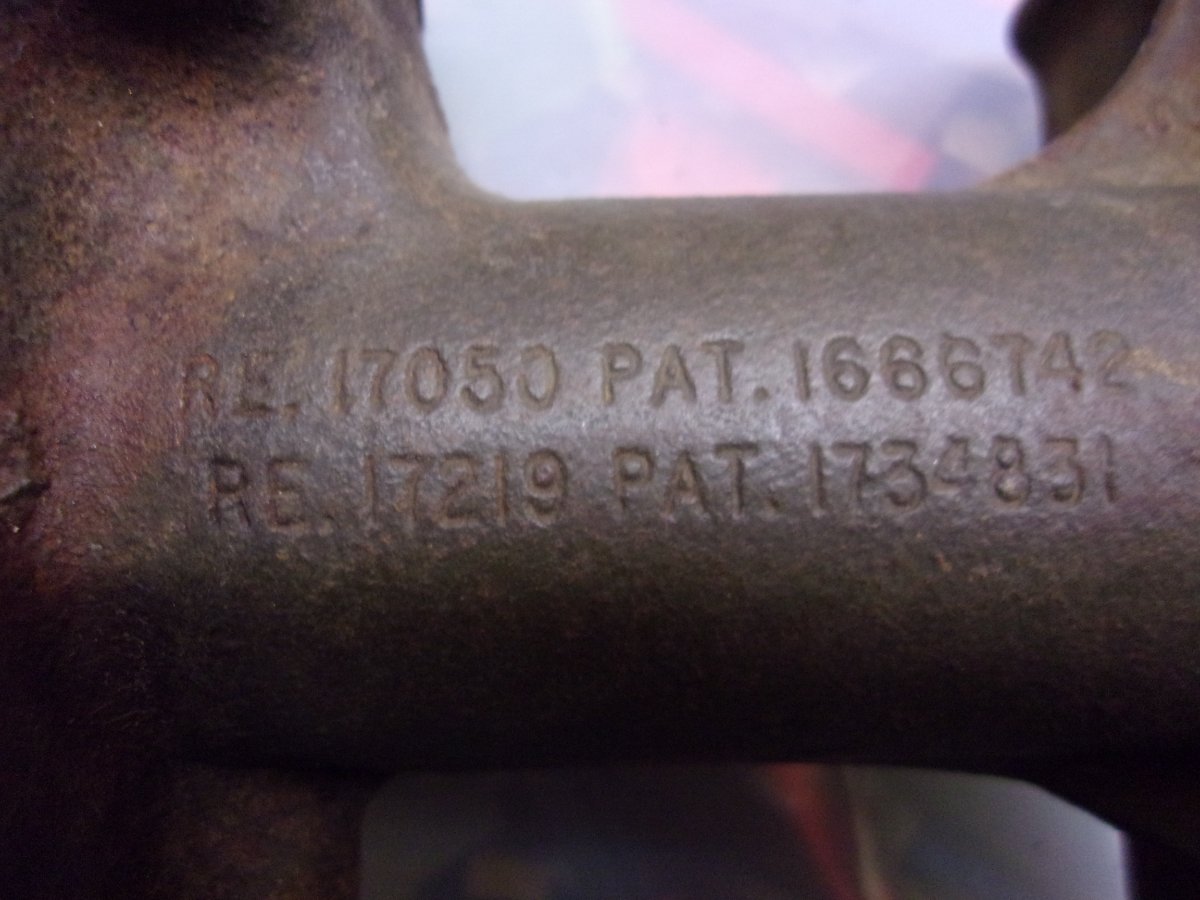 RE. 17050 PAT. 1666742
RE. 17219 PAT. 1734831